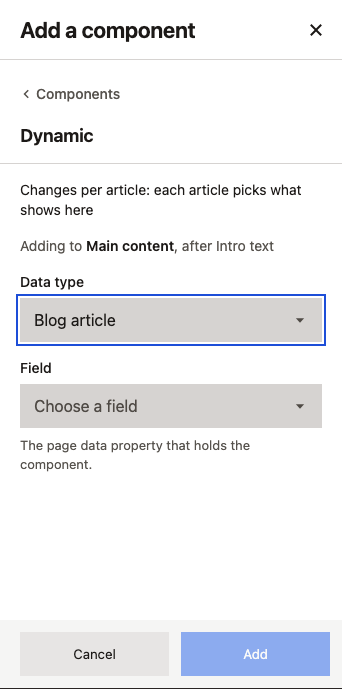 Add a component
Components
Dynamic
Changes per article: each article picks what
shows here
Adding to Main content, after Intro text
Data type
Blog article
Field
Choose a field
The page data property that holds the
component.
Cancel
Add